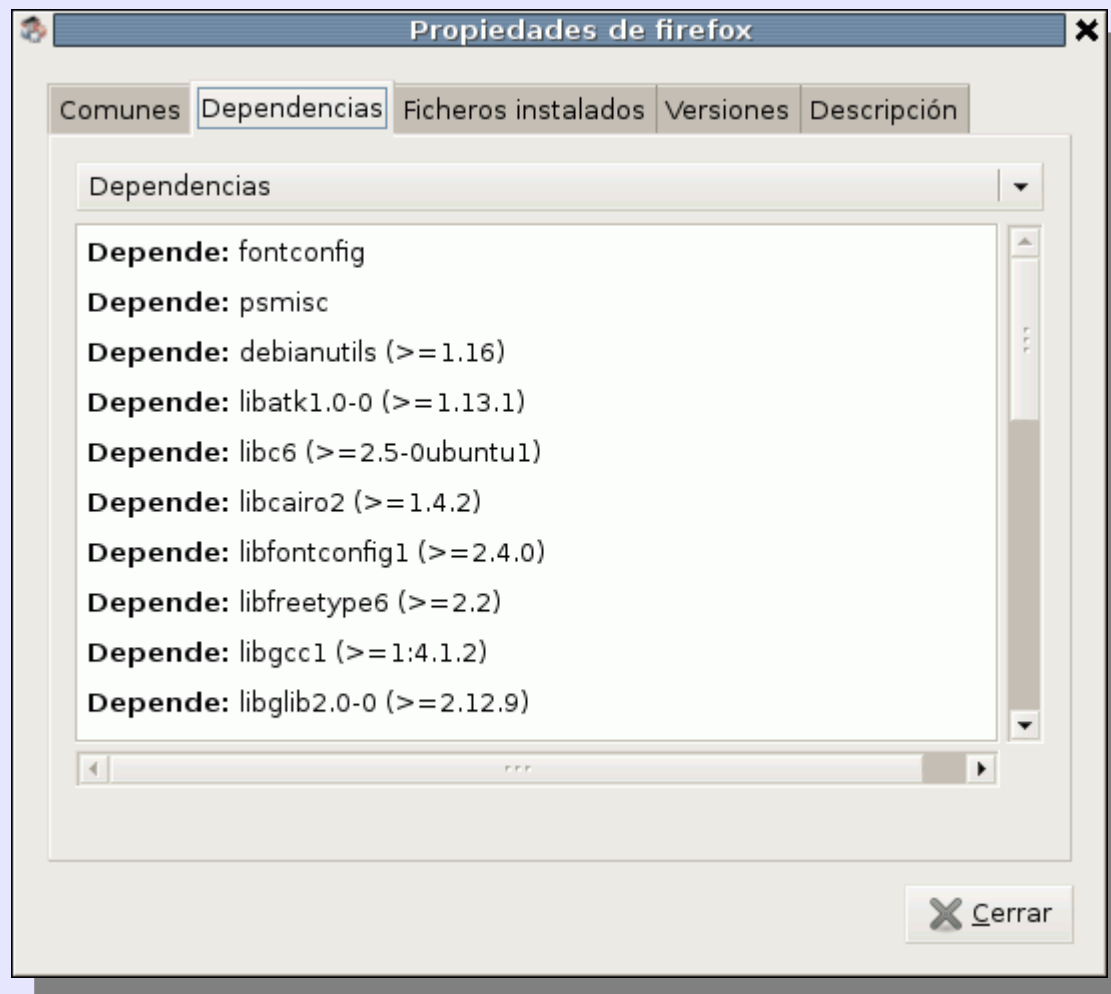 Propiedades de firefox
Comunes Dependencias Ficheros instalados Versiones Descripción
Dependencias
Depende: fontconfig
Depende: psmisc
Depende: debianutils (>=1.16)
Depende: libatk1.0-0 (>=1.13.1)
Depende: libc6 (>=2.5-0ubuntu1)
Depende: libcairo2 (>=1.4.2)
Depende: libfontconfig1 (>=2.4.0)
Depende: libfreetype6 (>=2.2)
Depende: libgcc1 (>=1:4.1.2)
Depende: libglib2.0-0 (>=2.12.9)
Cerrar